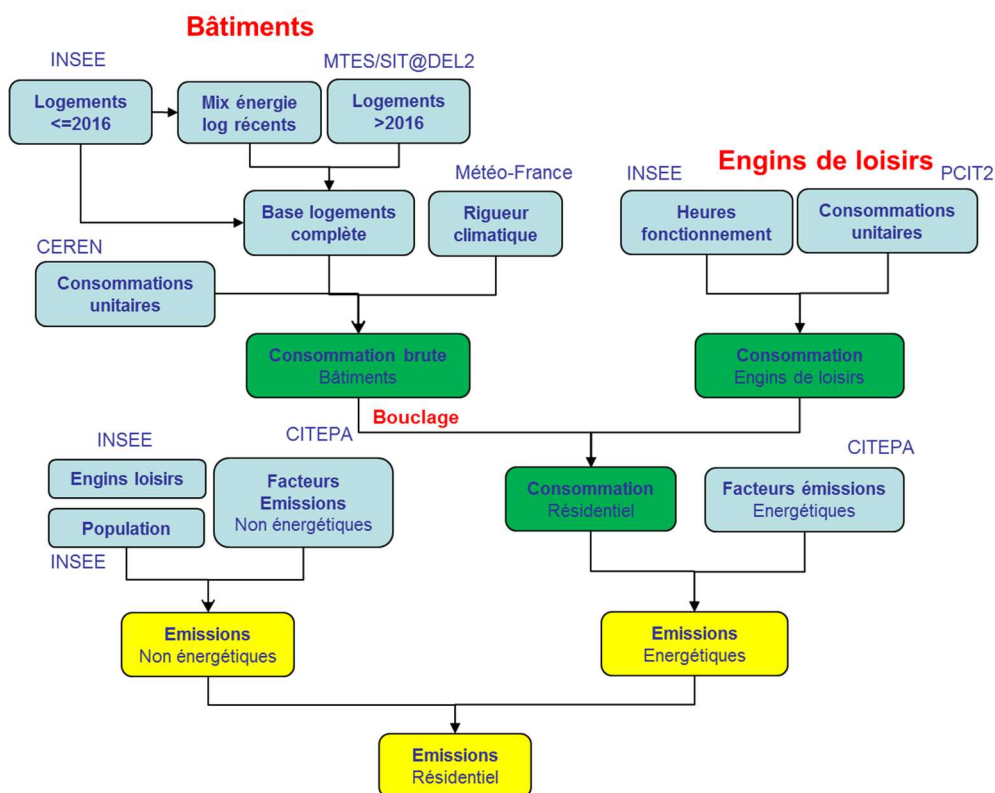 Bâtiments
INSEE
MTES/SIT@DEL2
Logements
<=2016
Mix énergie
log récents
Logements
>2016
Engins de loisirs
Météo-France
INSEE
PCIT2
Base logements
complète
Rigueur
climatique
Heures
fonctionnement
Consommations
unitaires
CEREN
Consommations
unitaires
Consommation brute
Bâtiments
Consommation
Engins de loisirs
Bouclage
INSEE
CITEPA
CITEPA
Engins loisirs
Facteurs
Emissions
Non énergétiques
Population
INSEE
Consommation
Résidentiel
Facteurs émissions
Energétiques
Emissions
Non énergétiques
Emissions
Energétiques
Emissions
Résidentiel